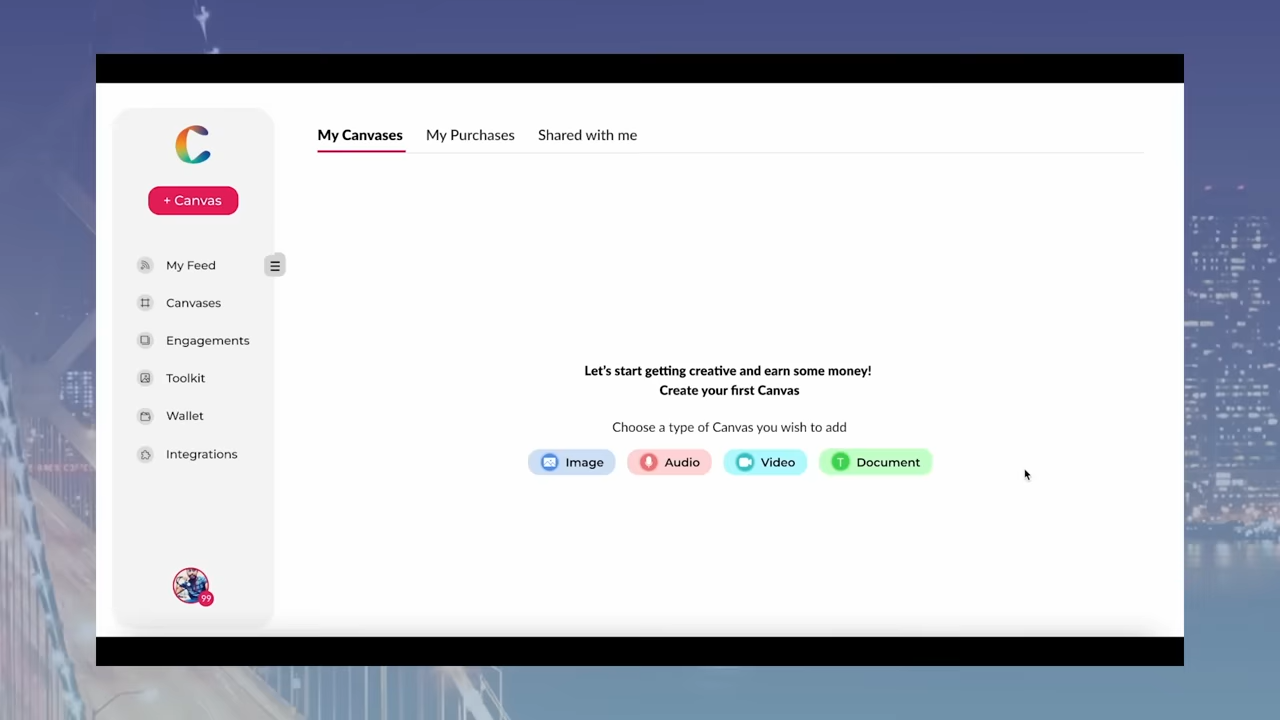 My Canvases My Purchases Shared with me
+ Canvas
My Feed
Canvases
Engagements
Toolkit
Wallet
Integrations
99
Let's start getting creative and earn some money!
Create your first Canvas
Choose a type of Canvas you wish to add
Image Audio T Video Document